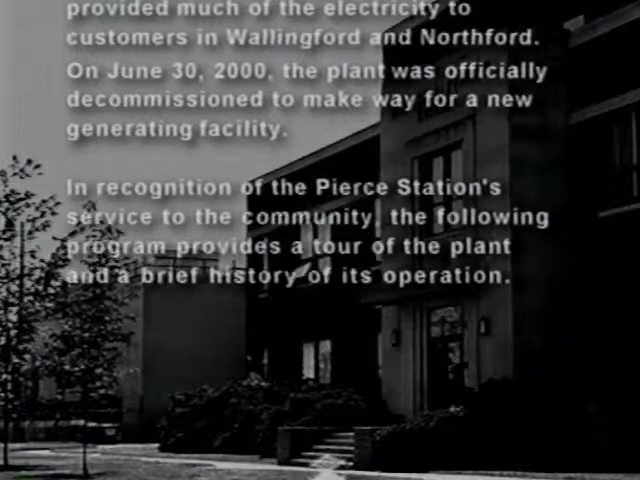 provided much of the electricity to
customers in Wallingford and Northford.
On June 30, 2000, the plant was officially
decommissioned to make way for a new
generating facility.
In recognition of the Pierce Station's
service to the community, the following
program provides a tour of the plant
and a brief history of its operation.